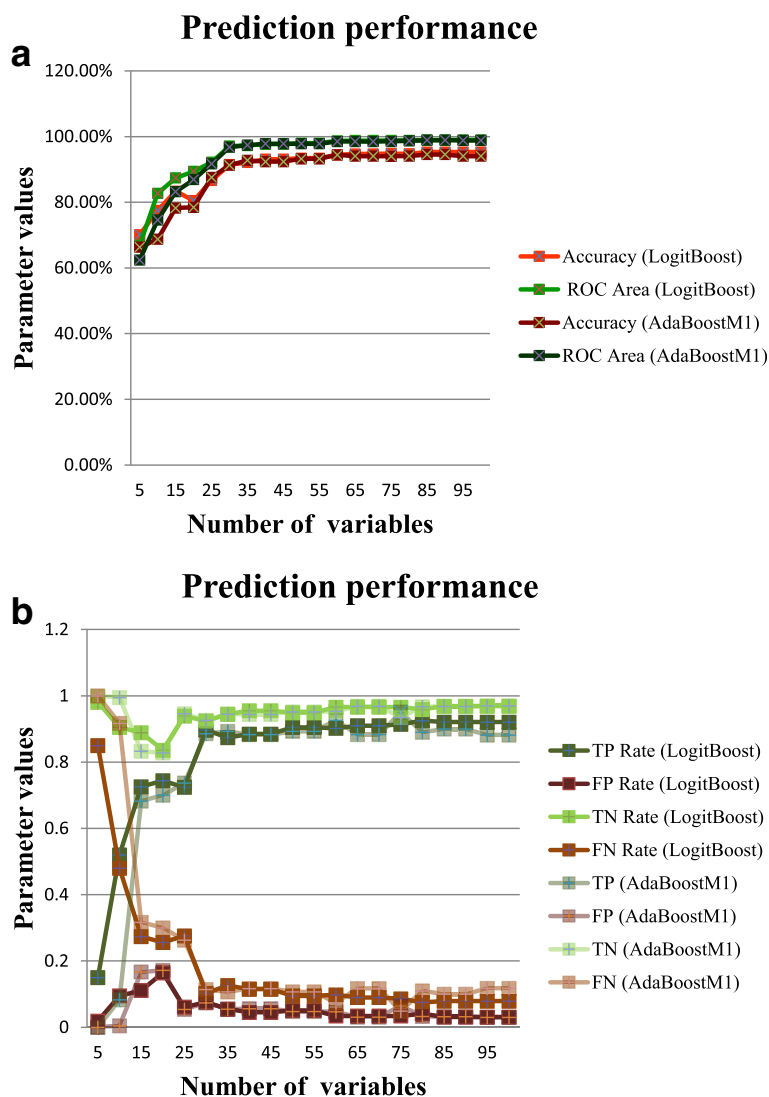 Prediction performance
a
120.00%
100.00%
80.00%
60.00%
40.00%
20.00%
0.00%
Parameter values
5 15 25 35 45 55 65 75 85 95
Number of variables
Accuracy (LogitBoost)
ROC Area (LogitBoost)
Accuracy (AdaBoostM1)
ROC Area (AdaBoostM1)
Prediction performance
b
1.2
1
0.8
0.6
0.4
0.2
0
Parameter values
5 15 25 35 45 55 65 75 85 95
Number of variables
TP Rate (LogitBoost)
FP Rate (LogitBoost)
TN Rate (LogitBoost)
FN Rate (LogitBoost)
TP (AdaBoostM1)
FP (AdaBoostM1)
TN (AdaBoostM1)
FN (AdaBoostM1)